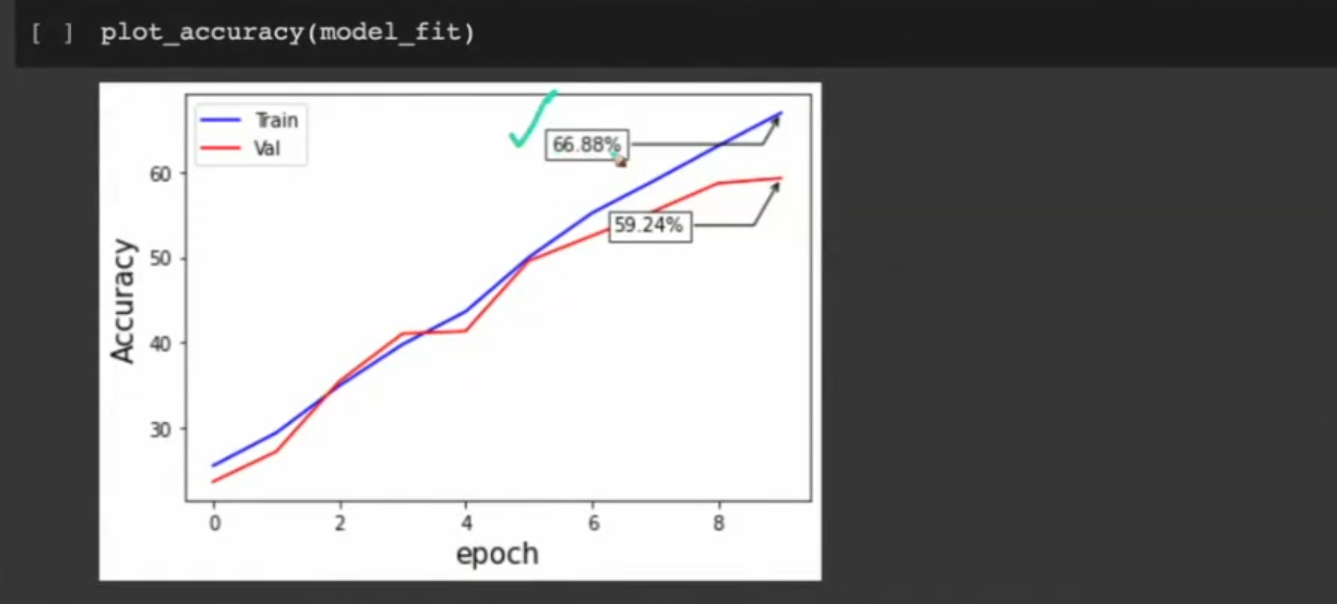 [ ] plot_accuracy(model_fit)
Train
Val
66.88%
59.24%
60
50
40
30
Accuracy
0 2 4 6 8
epoch